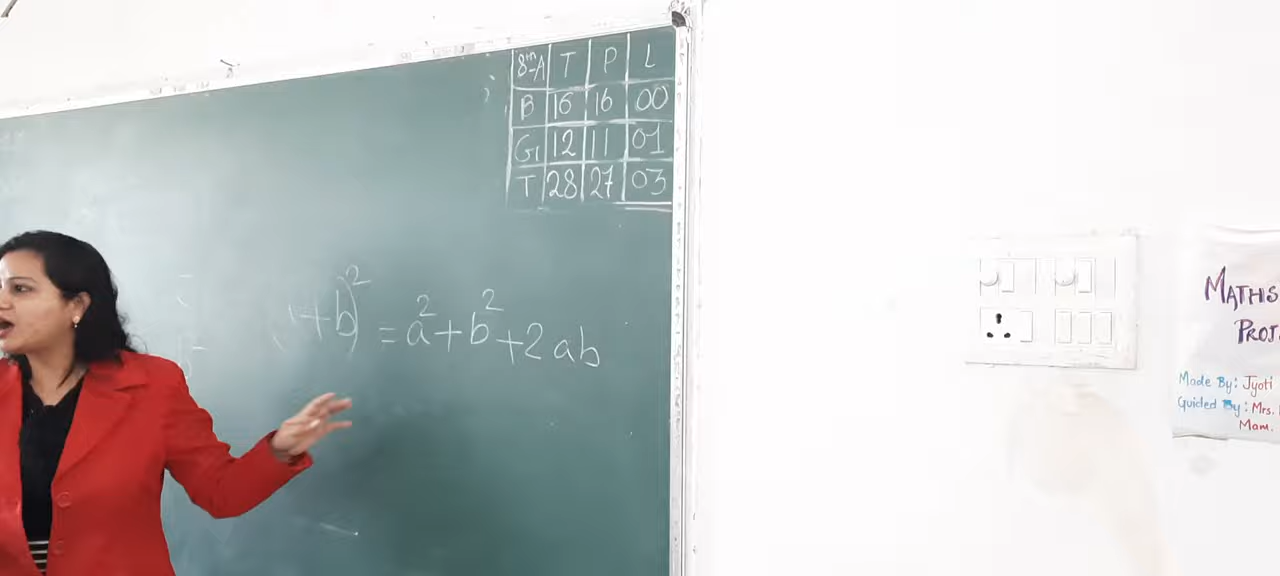 8th-A T P L
B 16 16 00
G 12 11 01
T 28 27 03
+b)² = a² + b² + 2ab
MATHS
PROJ
Made By: Jyoti
Guided By: Mrs.
Mam.